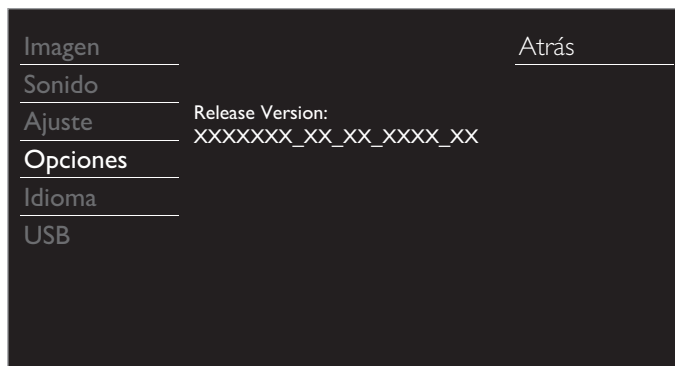 Imagen
Sonido
Ajuste
Opciones
Idioma
USB
Release Version:
XXXXXXX_XX_XX_XXXX_XX
Atrás